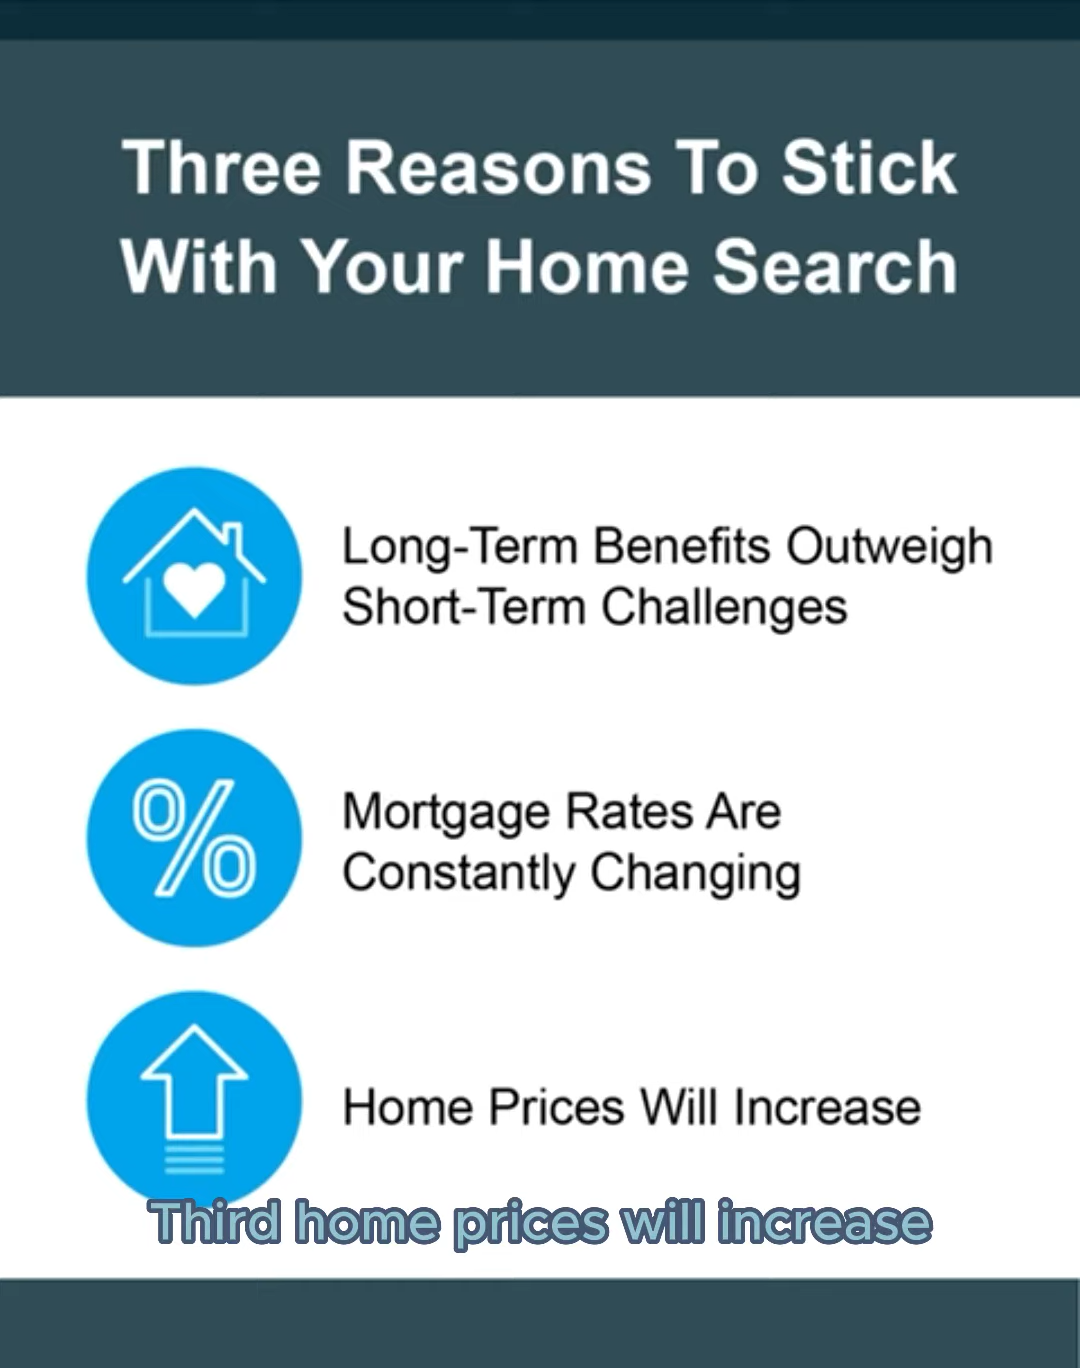 Three Reasons To Stick
With Your Home Search
Long-Term Benefits Outweigh
Short-Term Challenges
%
Mortgage Rates Are
Constantly Changing
Home Prices Will Increase
Third home prices will increase